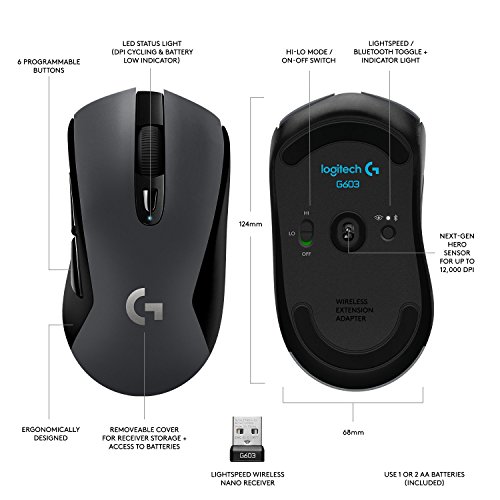 LED STATUS LIGHT
(DPI CYCLING & BATTERY
LOW INDICATOR)
6 PROGRAMMABLE
BUTTONS
HI-LO MODE /
ON-OFF SWITCH
LIGHTSPEED /
BLUETOOTH TOGGLE +
INDICATOR LIGHT
logitech G
G603
124mm
HI
LO
OFF
NEXT-GEN
HERO
SENSOR
FOR UP TO
12,000 DPI
WIRELESS
EXTENSION
ADAPTER
G
ERGONOMICALLY
DESIGNED
REMOVEABLE COVER
FOR RECEIVER STORAGE +
ACCESS TO BATTERIES
G603
68mm
LIGHTSPEED WIRELESS
NANO RECEIVER
USE 1 OR 2 AA BATTERIES
(INCLUDED)